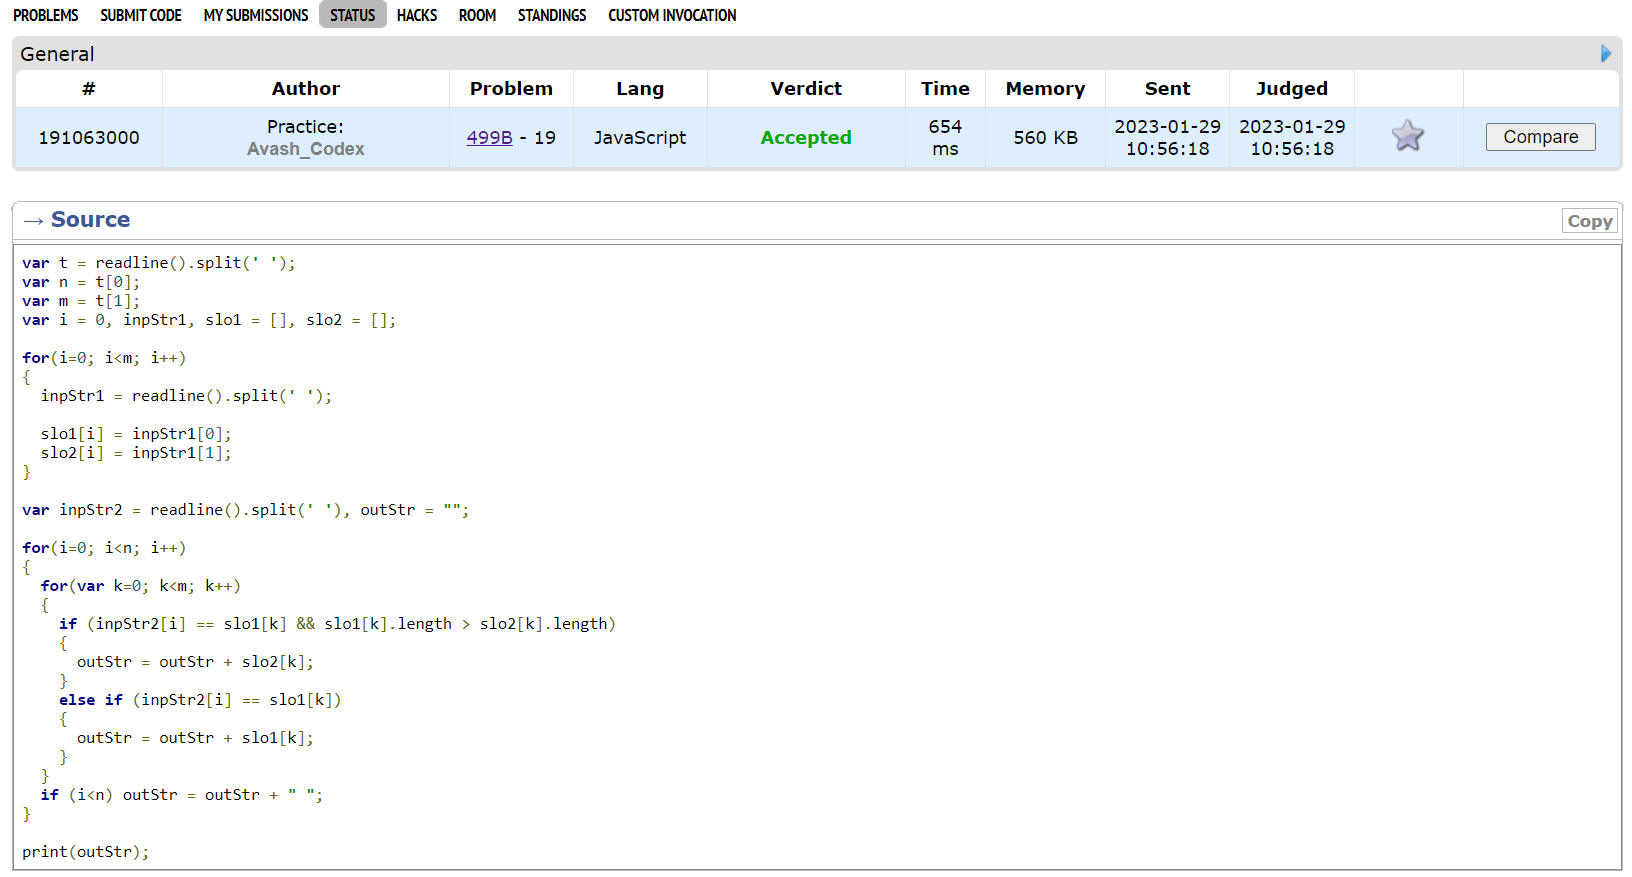 PROBLEMS SUBMIT CODE MY SUBMISSIONS STATUS HACKS ROOM STANDINGS CUSTOM INVOCATION
General
# Author Problem Lang Verdict Time Memory Sent Judged
191063000 Practice: Avash_Codex 499B - 19 JavaScript Accepted 654 ms 560 KB 2023-01-29 10:56:18 2023-01-29 10:56:18 Compare
→ Source Copy
var t = readline().split(' ');
var n = t[0];
var m = t[1];
var i = 0, inpStr1, slo1 = [], slo2 = [];
for(i=0; i<m; i++)
{
inpStr1 = readline().split(' ');
slo1[i] = inpStr1[0];
slo2[i] = inpStr1[1];
}
var inpStr2 = readline().split(' '), outStr = "";
for(i=0; i<n; i++)
{
for(var k=0; k<m; k++)
{
if (inpStr2[i] == slo1[k] && slo1[k].length > slo2[k].length)
{
outStr = outStr + slo2[k];
}
else if (inpStr2[i] == slo1[k])
{
outStr = outStr + slo1[k];
}
}
if (i<n) outStr = outStr + " ";
}
print(outStr);